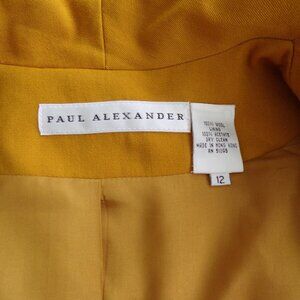 PAUL ALEXANDER
100% WOOL
LINING
100% ACETATE
DRY CLEAN
MADE IN HONG KONG
12